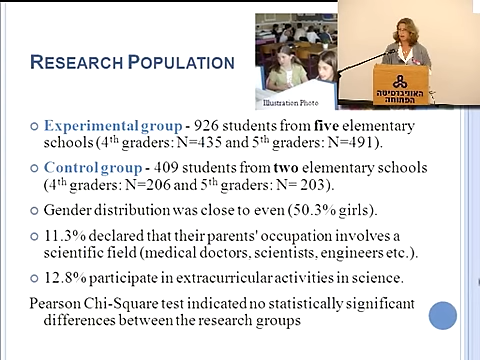 RESEARCH POPULATION
Illustration Photo
האוניברסיטה
הפתוחה
Experimental group - 926 students from five elementary
schools (4th graders: N=435 and 5th graders: N=491).
Control group - 409 students from two elementary schools
(4th graders: N=206 and 5th graders: N= 203).
Gender distribution was close to even (50.3% girls).
11.3% declared that their parents' occupation involves a
scientific field (medical doctors, scientists, engineers etc.).
12.8% participate in extracurricular activities in science.
Pearson Chi-Square test indicated no statistically significant
differences between the research groups